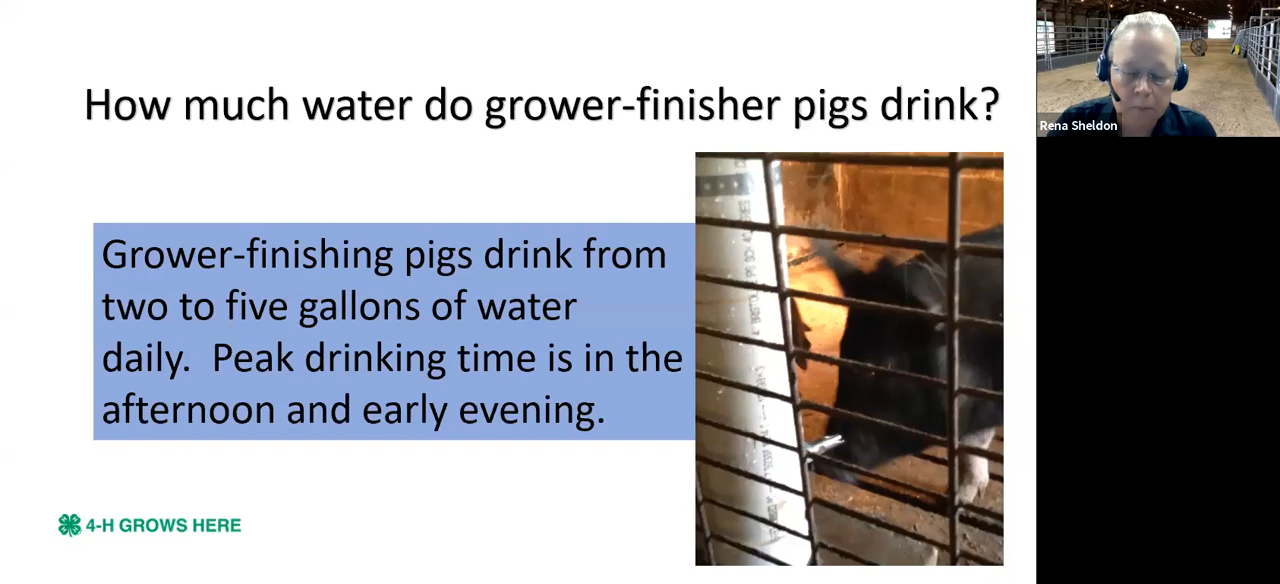 How much water do grower-finisher pigs drink?
Grower-finishing pigs drink from
two to five gallons of water
daily.  Peak drinking time is in the
afternoon and early evening.
4-H GROWS HERE
Rena Sheldon